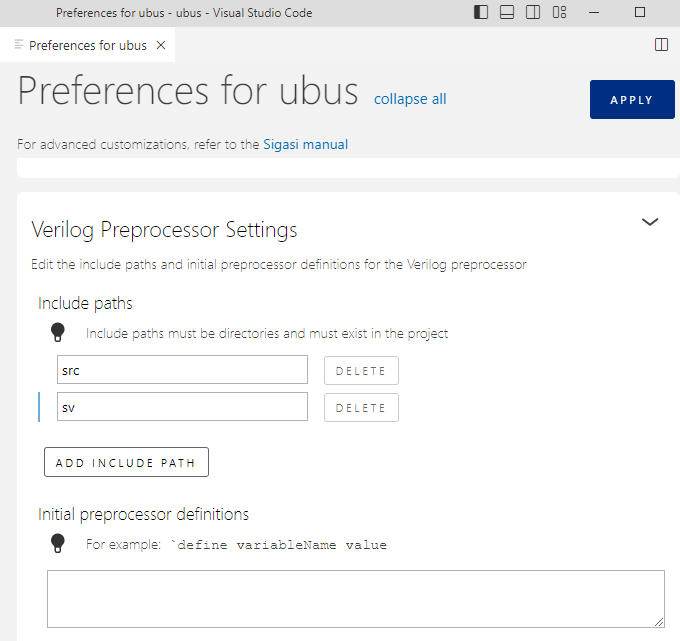 Preferences for ubus - ubus - Visual Studio Code
Preferences for ubus
Preferences for ubus collapse all
APPLY
For advanced customizations, refer to the Sigasi manual
Verilog Preprocessor Settings
Edit the include paths and initial preprocessor definitions for the Verilog preprocessor
Include paths
Include paths must be directories and must exist in the project
src DELETE
sv DELETE
ADD INCLUDE PATH
Initial preprocessor definitions
For example: `define variableName value